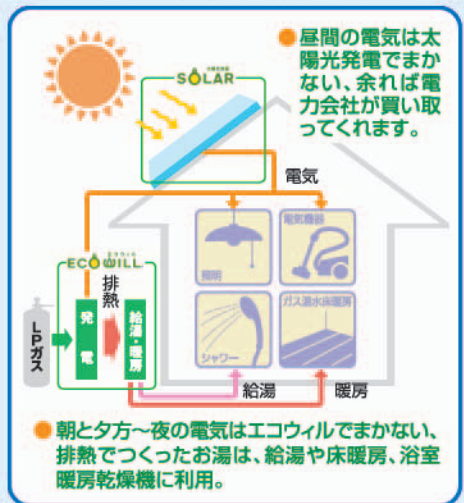 ●昼間の電気は太
陽光発電でまか
ない、余れば電
力会社が買い取
ってくれます。
SOLAR
電気
照明
電気機器
エコウィル
ECOWILL
排熱
発電
給湯・暖房
LPガス
シャワー
ガス温水床暖房
給湯
暖房
●朝と夕方～夜の電気はエコウィルでまかない、
排熱でつくったお湯は、給湯や床暖房、浴室
暖房乾燥機に利用。